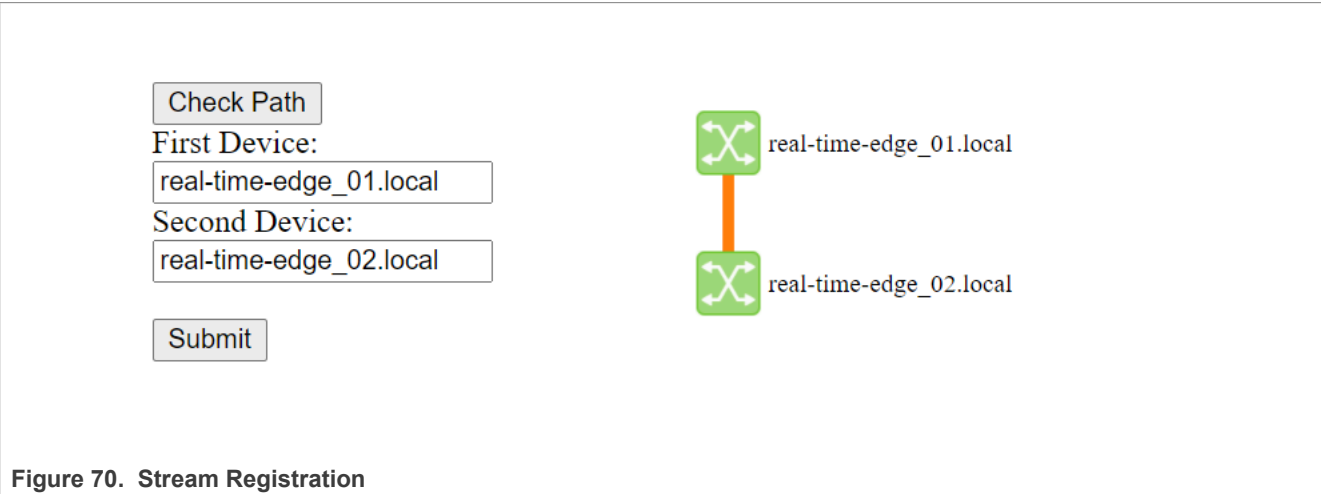 Check Path
First Device:
real-time-edge_01.local
Second Device:
real-time-edge_02.local
Submit
real-time-edge_01.local
real-time-edge_02.local
Figure 70. Stream Registration